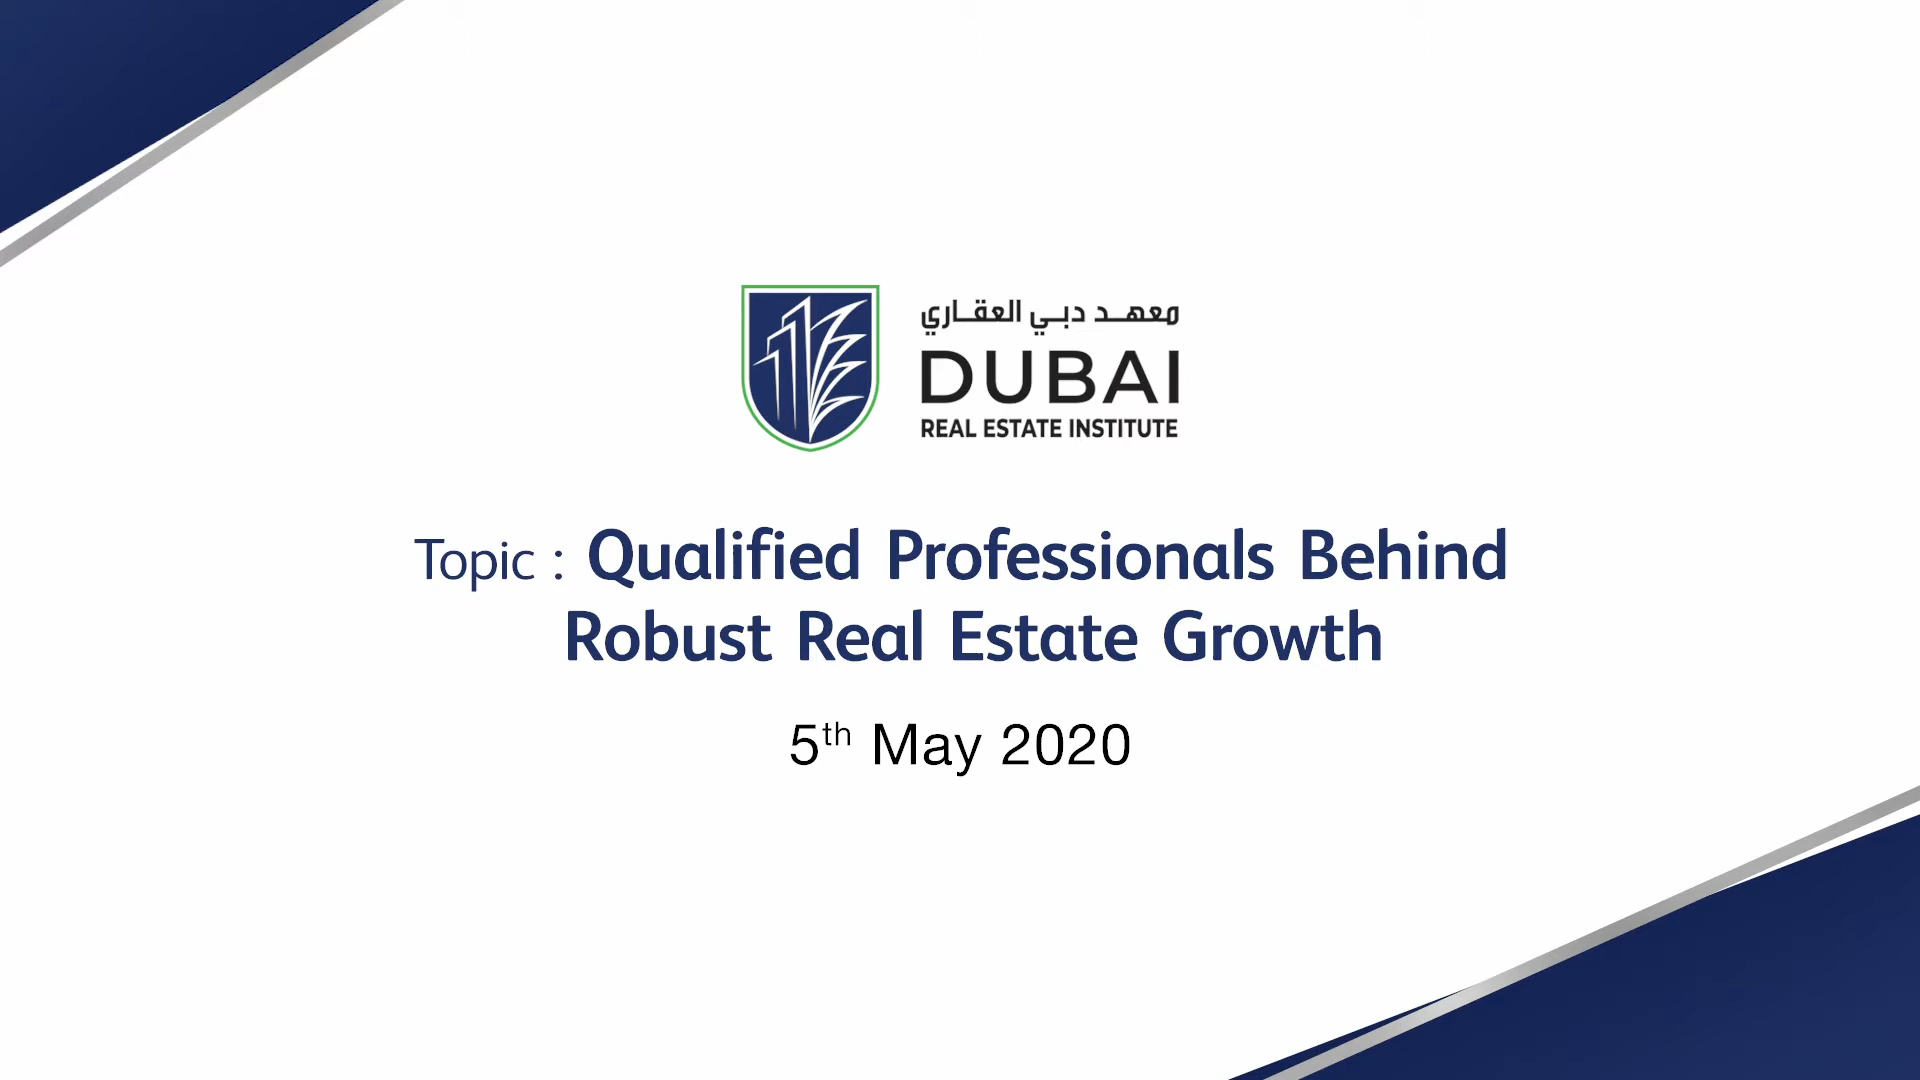 معهد دبي العقاري
DUBAI
REAL ESTATE INSTITUTE
Topic : Qualified Professionals Behind
Robust Real Estate Growth
5th May 2020